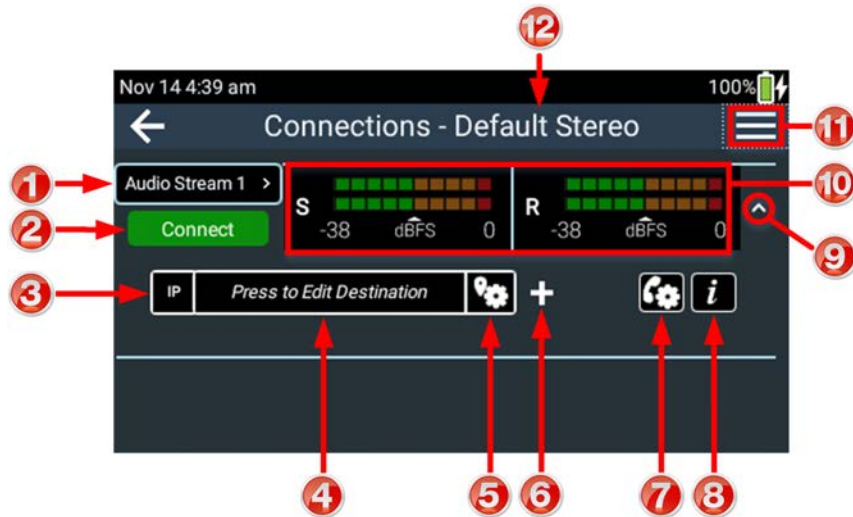 12
Nov 14 4:39 am 100%
Connections - Default Stereo
11
1
Audio Stream 1 >
10
S
-38 dBFS 0
R
-38 dBFS 0
2
Connect
9
3
IP Press to Edit Destination + i
4
5
6
7
8